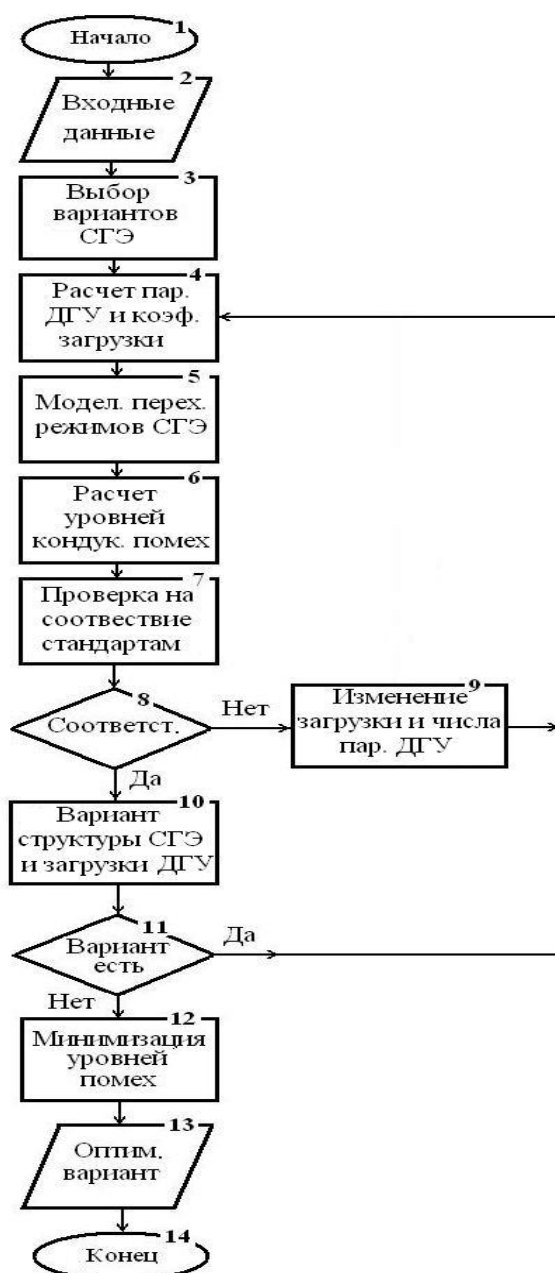 1
Начало
2
Входные
данные
3
Выбор
вариантов
СГЭ
4
Расчет пар.
ДГУ и коэф.
загрузки
5
Модел. перех.
режимов СГЭ
6
Расчет
уровней
кондук. помех
7
Проверка на
соотвествие
стандартам
8
Соответст.
Нет
9
Изменение
загрузки и числа
пар. ДГУ
Да
10
Вариант
структуры СГЭ
и загрузки ДГУ
11
Вариант
есть
Да
Нет
12
Минимизация
уровней
помех
13
Оптим.
вариант
14
Конец